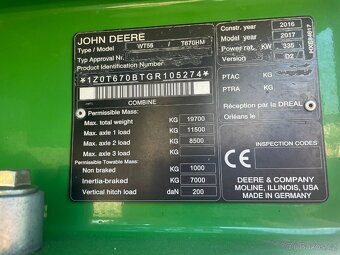 JOHN DEERE
Type / Model WT56 / T670HM
Typ Approval
Product Identification Number
*1Z0T670BTGR105274*
COMBINE
Permissible Mass:
Max. total weight KG 19700
Max. axle 1 load KG 11500
Max. axle 2 load KG 8500
Max. axle 3 load KG
Permissible Towable Mass
Non braked KG 1000
Inertia-braked KG 7000
Vertical hitch load daN 200
Constr. year 2016
Model year 2017
Power rat. KW 335
Version D2
PTAC KG
PTRA KG
Réception par la DREAL
Orléans le
CE
INSPECTION CODES:
DEERE & COMPANY
MOLINE, ILLINOIS, USA
MADE IN GERMANY